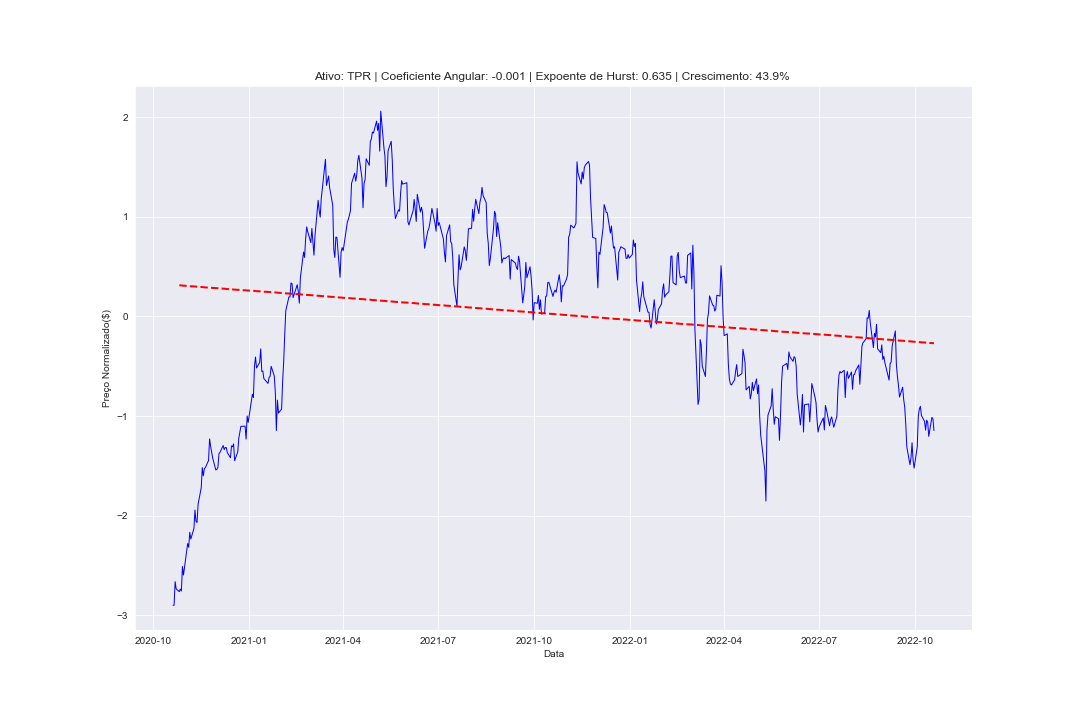 Ativo: TPR | Coeficiente Angular: -0.001 | Expoente de Hurst: 0.635 | Crescimento: 43.9%
2
1
0
−1
−2
−3
Preço Normalizado($)
2020-10 2021-01 2021-04 2021-07 2021-10 2022-01 2022-04 2022-07 2022-10
Data